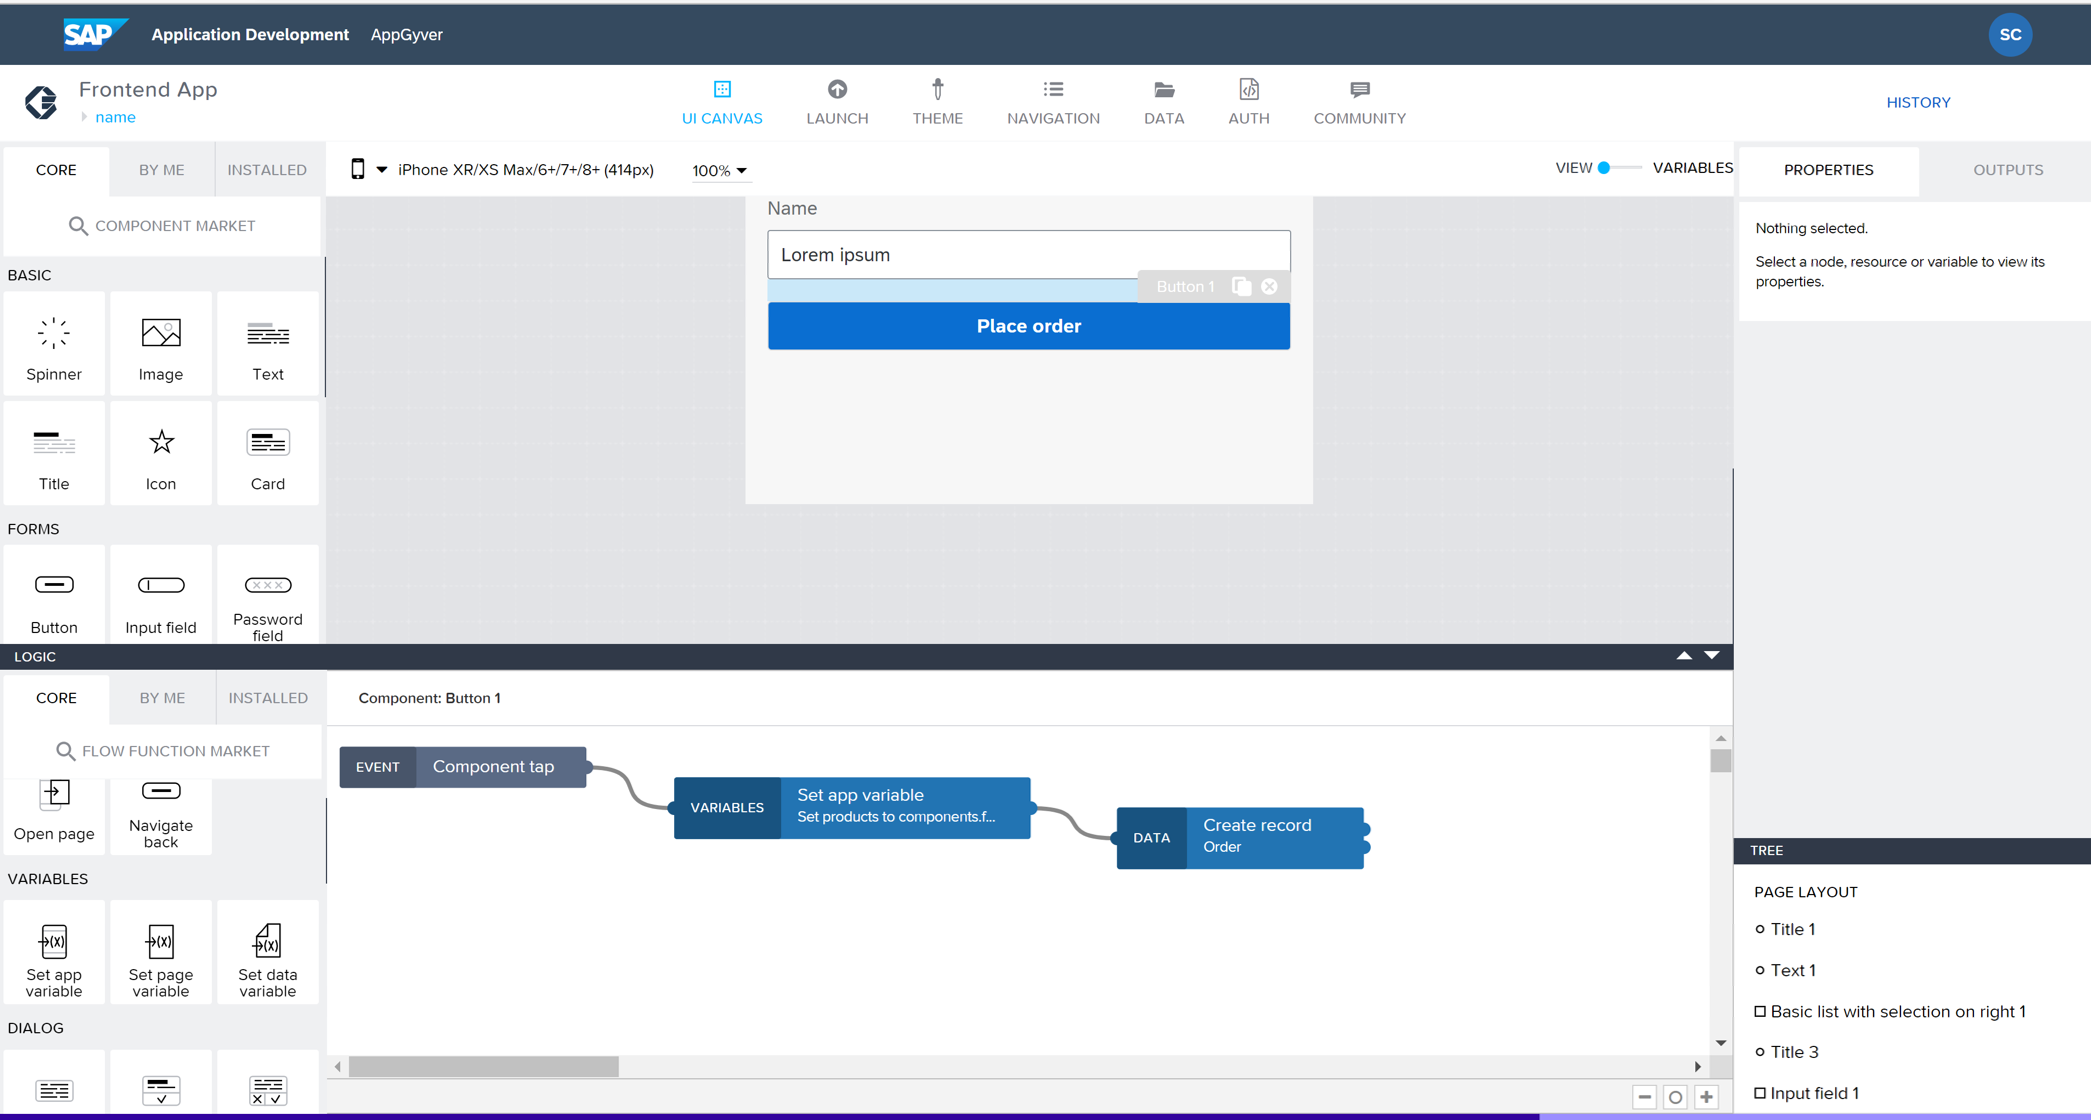 SAP Application Development AppGyver SC
Frontend App
name
UI CANVAS LAUNCH THEME NAVIGATION DATA AUTH COMMUNITY
HISTORY
CORE BY ME INSTALLED
iPhone XR/XS Max/6+/7+/8+ (414px) 100%
VIEW VARIABLES
PROPERTIES OUTPUTS
COMPONENT MARKET
BASIC
Spinner Image Text
Title Icon Card
FORMS
Button Input field Password
field
Name
Lorem ipsum
Button 1
Place order
Nothing selected.
Select a node, resource or variable to view its
properties.
LOGIC
CORE BY ME INSTALLED
Component: Button 1
FLOW FUNCTION MARKET
Open page Navigate
back
VARIABLES
Set app
variable
Set page
variable
Set data
variable
DIALOG
EVENT Component tap
VARIABLES Set app variable
Set products to components.f...
DATA Create record
Order
TREE
PAGE LAYOUT
Title 1
Text 1
Basic list with selection on right 1
Title 3
Input field 1